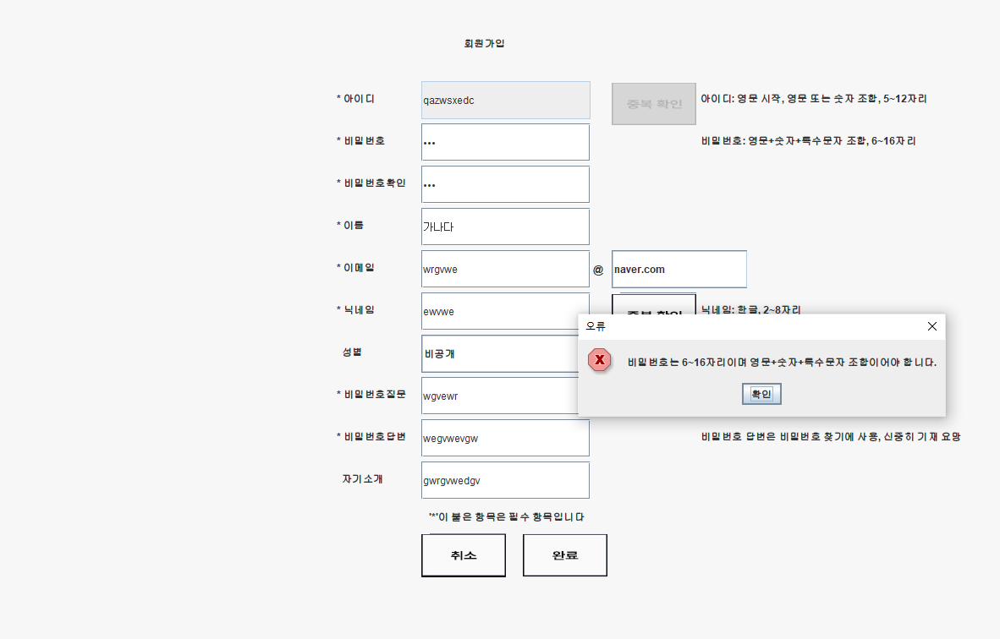 회원가입
* 아이디 qazwsxedc 중복 확인 아이디: 영문 시작, 영문 또는 숫자 조합, 5~12자리
* 비밀번호 ••• 비밀번호: 영문+숫자+특수문자 조합, 6~16자리
* 비밀번호확인 •••
* 이름 가나다
* 이메일 wrgvwe @ naver.com
* 닉네임 ewvwe 중복 확인 닉네임: 한글, 2~8자리
오류
성별 비공개
비밀번호는 6~16자리이며 영문+숫자+특수문자 조합이어야 합니다.
확인
* 비밀번호질문 wgvewr
* 비밀번호답변 wegvwevgw 비밀번호 답변은 비밀번호 찾기에 사용, 신중히 기재 요망
자기소개 gwrgvwedgv
'*'이 붙은 항목은 필수 항목입니다
취소 완료